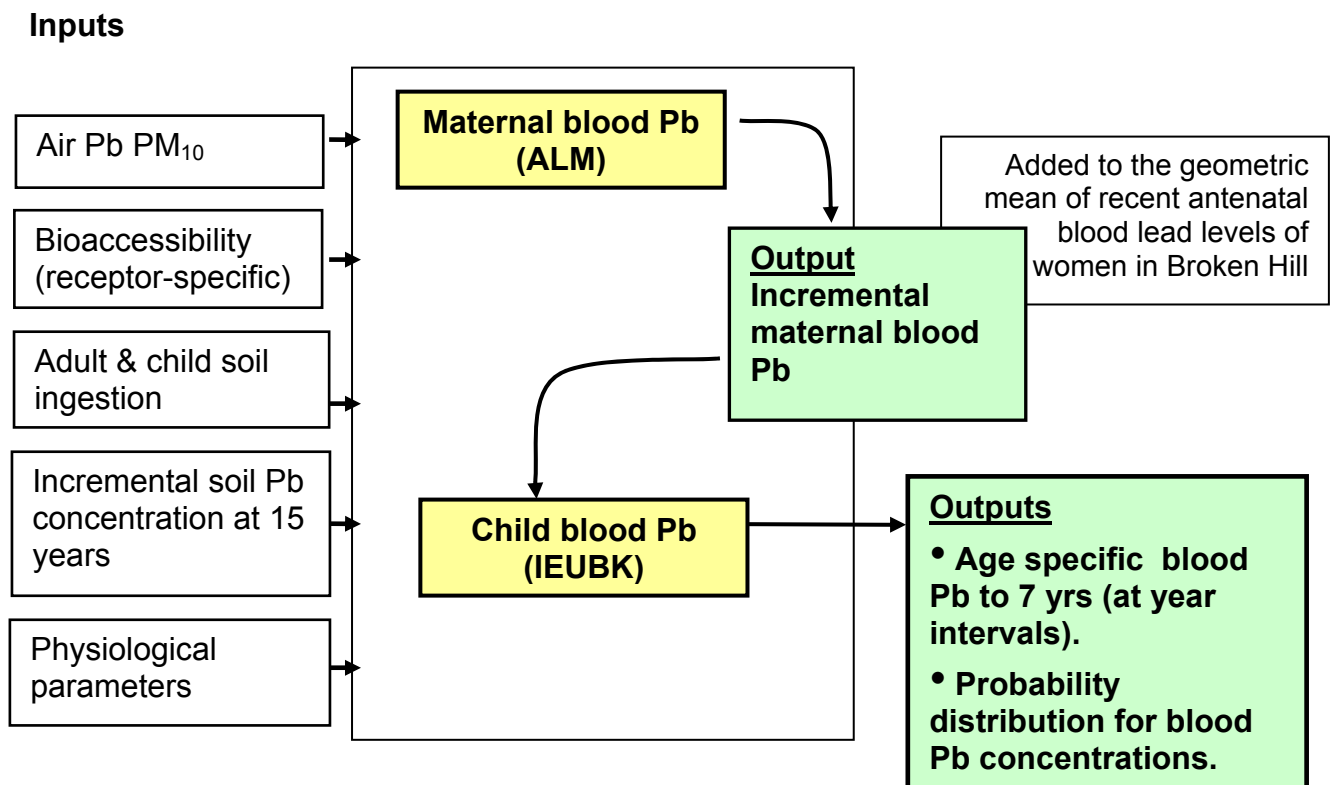 Inputs
Air Pb PM₁₀
Bioaccessibility
(receptor-specific)
Adult & child soil
ingestion
Incremental soil Pb
concentration at 15
years
Physiological
parameters
Maternal blood Pb
(ALM)
Added to the geometric
mean of recent antenatal
blood lead levels of
women in Broken Hill
Output
Incremental
maternal blood
Pb
Child blood Pb
(IEUBK)
Outputs
• Age specific blood
Pb to 7 yrs (at year
intervals).
• Probability
distribution for blood
Pb concentrations.